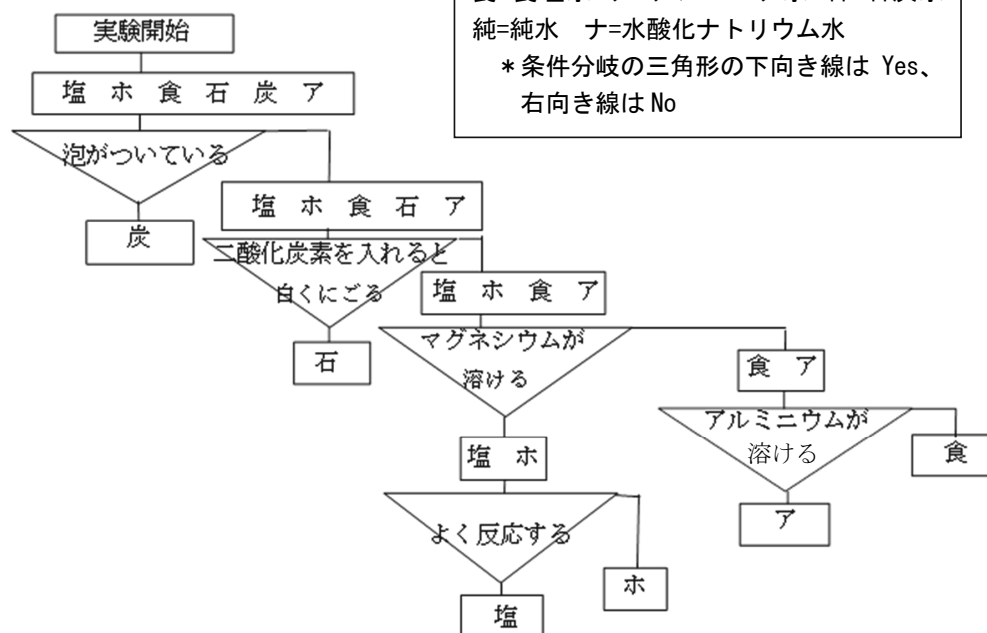 純=純水 ナ=水酸化ナトリウム水
＊条件分岐の三角形の下向き線は Yes、
右向き線は No
実験開始
塩 ホ 食 石 炭 ア
泡がついている
炭
塩 ホ 食 石 ア
二酸化炭素を入れると
白くにごる
石
塩 ホ 食 ア
マグネシウムが
溶ける
食 ア
アルミニウムが
溶ける
食
ア
塩 ホ
よく反応する
ホ
塩